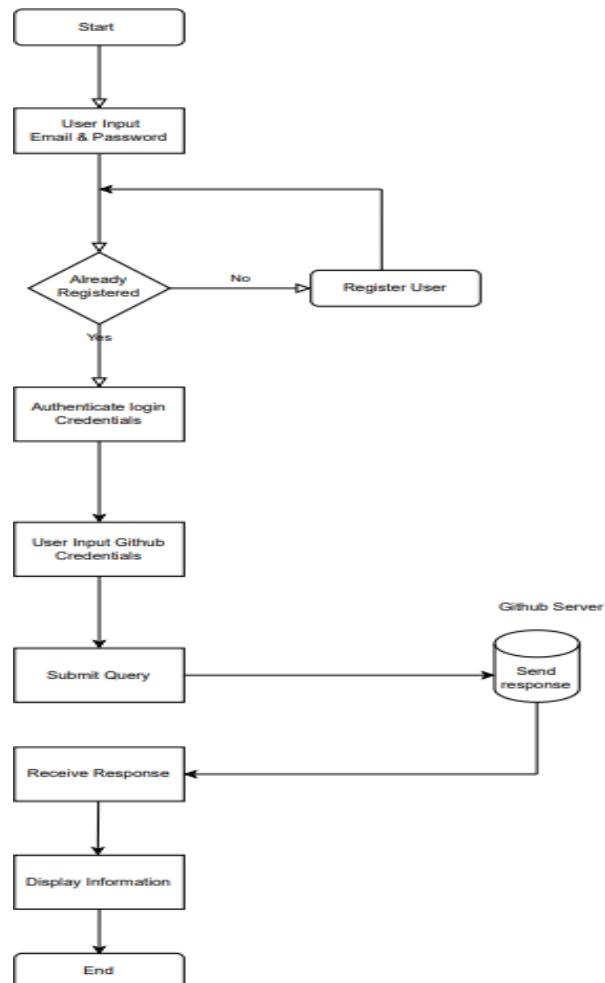 Start
User Input
Email & Password
Already
Registered
No
Register User
Yes
Authenticate login
Credentials
User Input Github
Credentials
Github Server
Submit Query
Send
response
Receive Response
Display Information
End